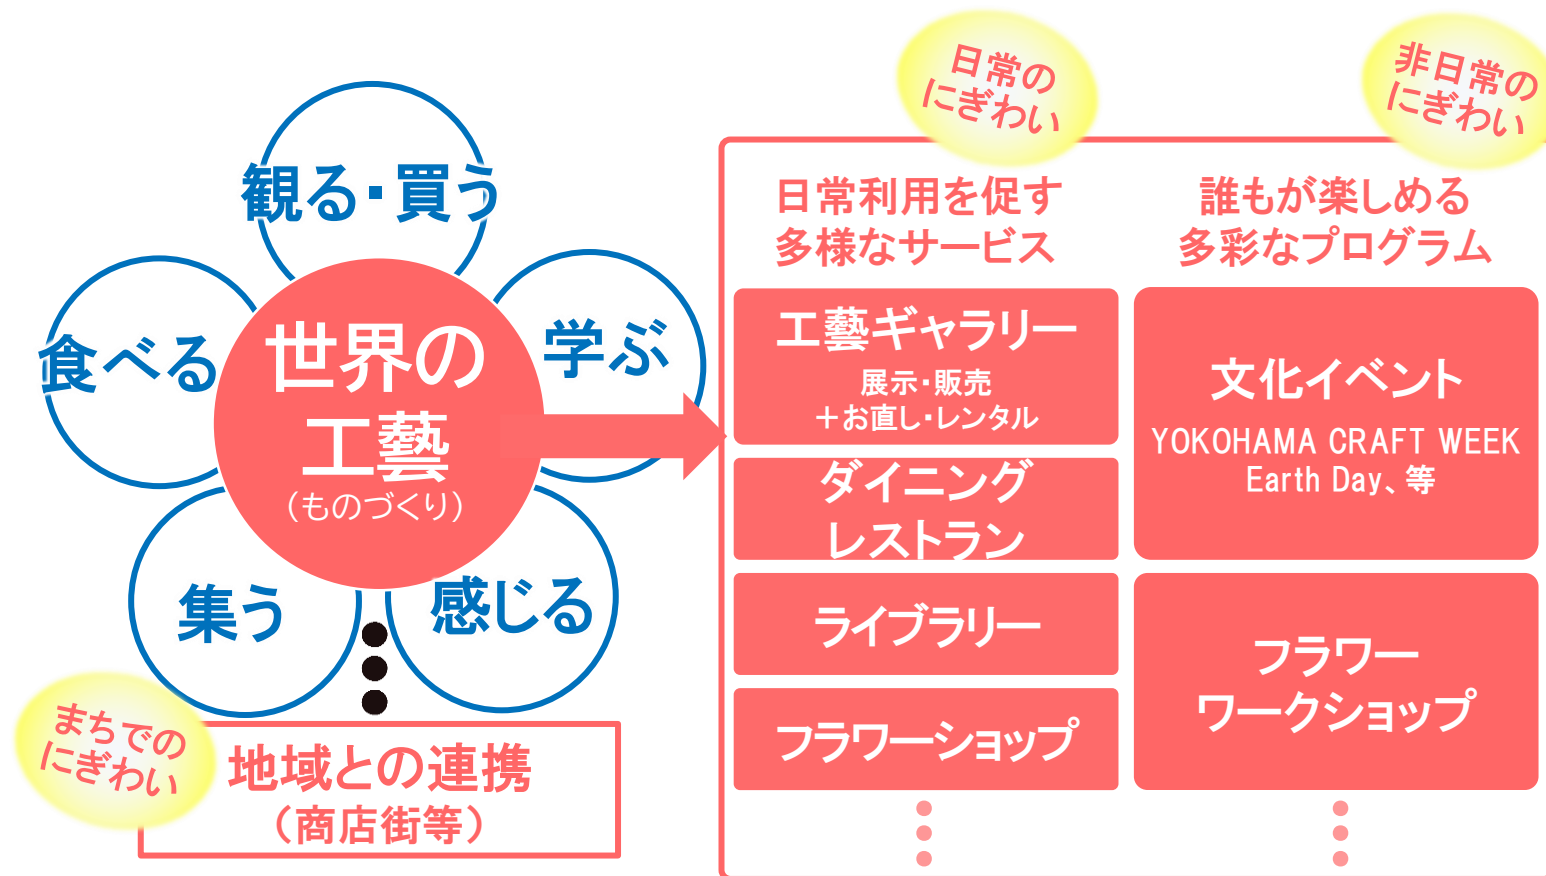 観る・買う
食べる
学ぶ
世界の
工藝
（ものづくり）
集う
感じる
まちでの
にぎわい
地域との連携
（商店街等）
日常の
にぎわい
日常利用を促す
多様なサービス
工藝ギャラリー
展示・販売
＋お直し・レンタル
ダイニング
レストラン
ライブラリー
フラワーショップ
非日常の
にぎわい
誰もが楽しめる
多彩なプログラム
文化イベント
YOKOHAMA CRAFT WEEK
Earth Day、等
フラワー
ワークショップ